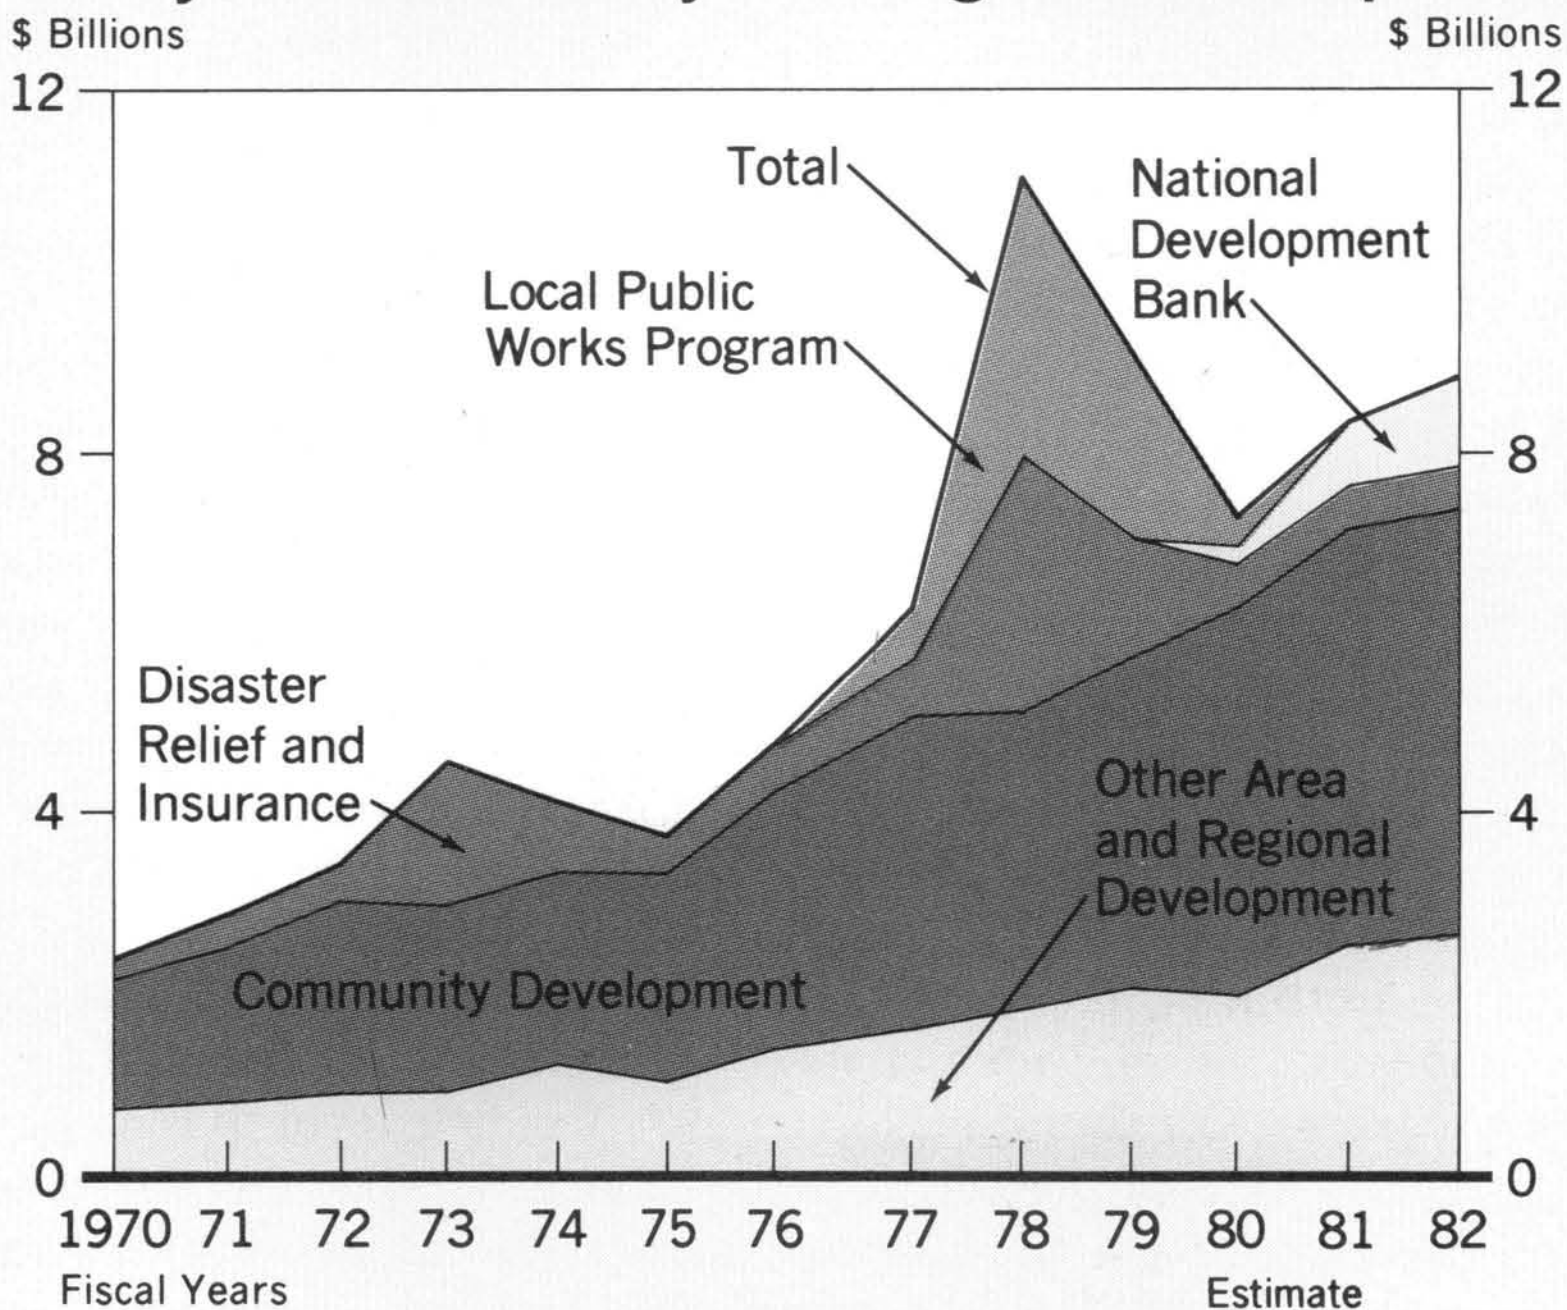 $ Billions
$ Billions
12
12
Total
National
Development
Bank
Local Public
Works Program
8
8
Disaster
Relief and
Insurance
4
4
Other Area
and Regional
Development
Community Development
0
0
1970 71 72 73 74 75 76 77 78 79 80 81 82
Fiscal Years
Estimate